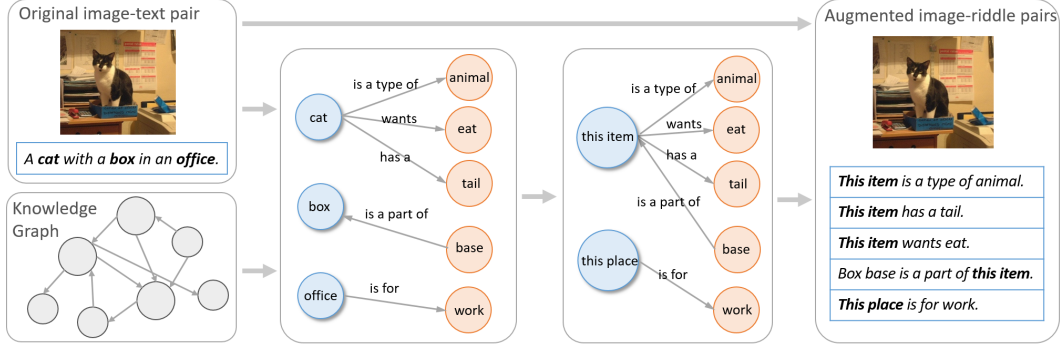 Original image-text pair
A cat with a box in an office.
Knowledge
Graph
cat
is a type of
animal
wants
eat
has a
tail
box
is a part of
base
office
is for
work
this item
is a type of
animal
wants
eat
has a
tail
is a part of
base
this place
is for
work
Augmented image-riddle pairs
This item is a type of animal.
This item has a tail.
This item wants eat.
Box base is a part of this item.
This place is for work.